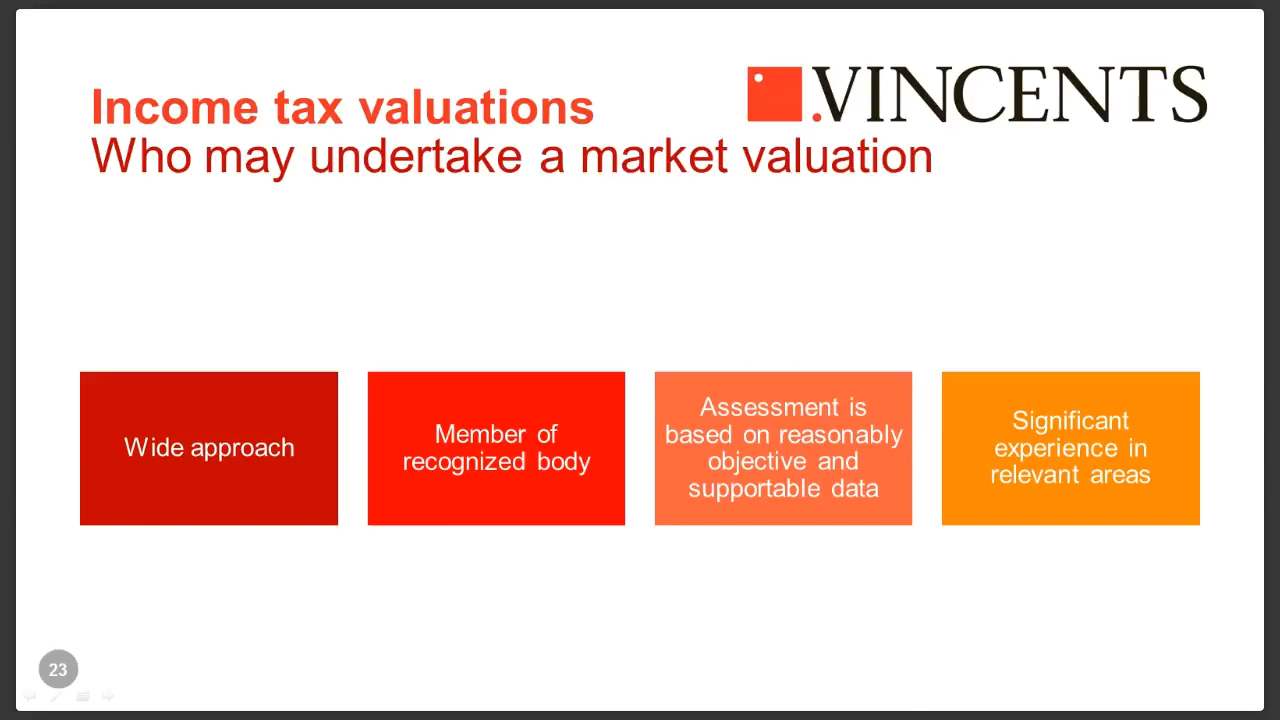 .VINCENTS
Income tax valuations
Who may undertake a market valuation
Wide approach
Member of
recognized body
Assessment is
based on reasonably
objective and
supportable data
Significant
experience in
relevant areas
23